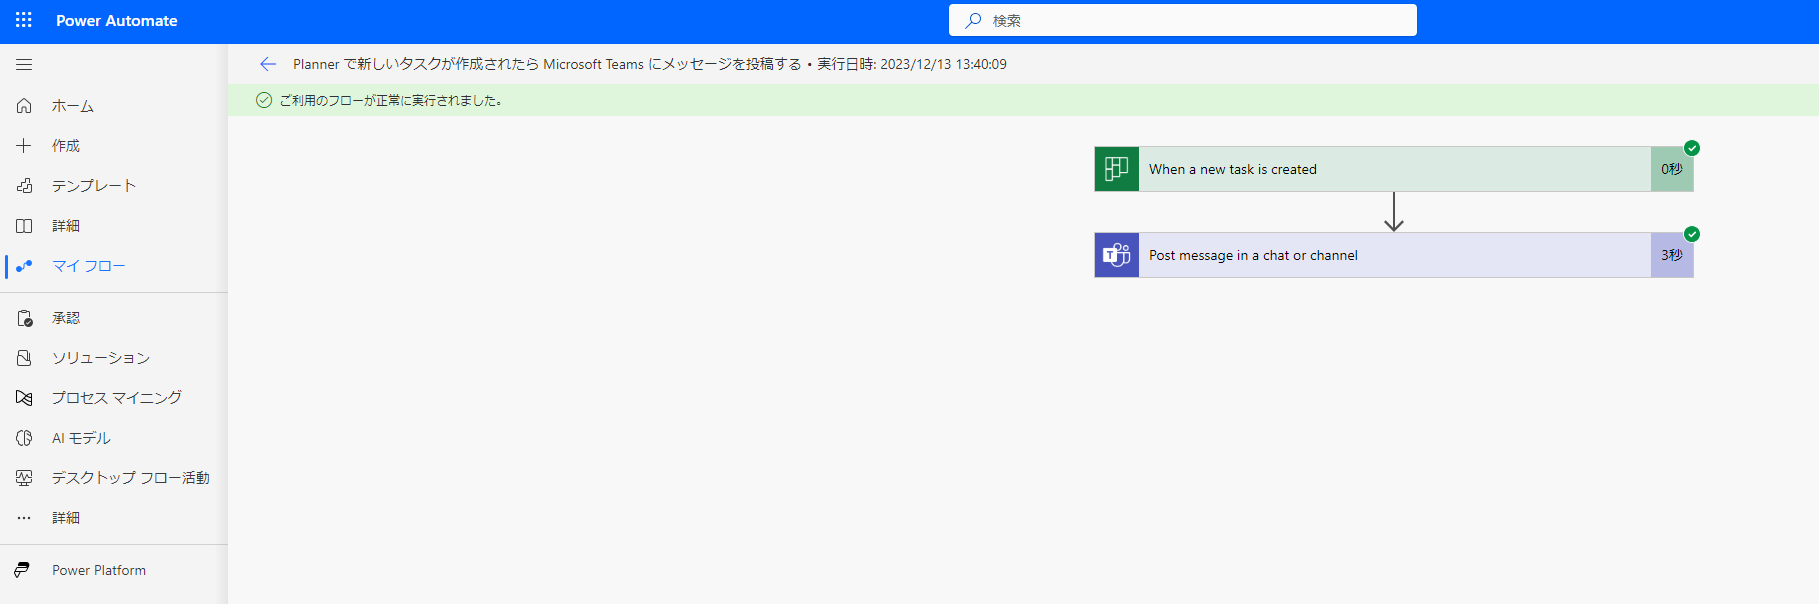 Power Automate
検索
Planner で新しいタスクが作成されたら Microsoft Teams にメッセージを投稿する • 実行日時: 2023/12/13 13:40:09
ご利用のフローが正常に実行されました。
ホーム
作成
テンプレート
詳細
マイ フロー
承認
ソリューション
プロセス マイニング
AI モデル
デスクトップ フロー活動
詳細
Power Platform
When a new task is created
0秒
Post message in a chat or channel
3秒